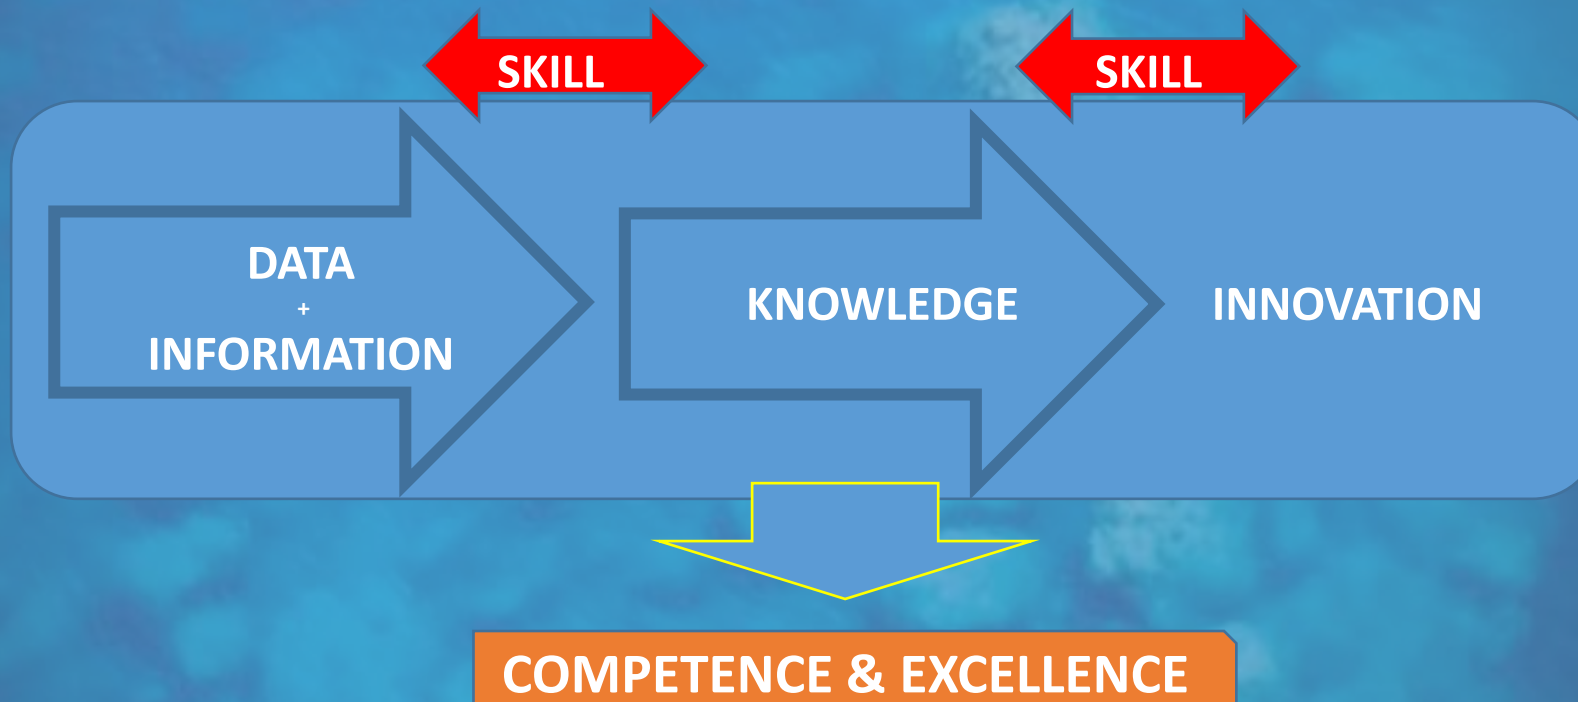 SKILL
SKILL
DATA
+
INFORMATION
KNOWLEDGE
INNOVATION
COMPETENCE & EXCELLENCE